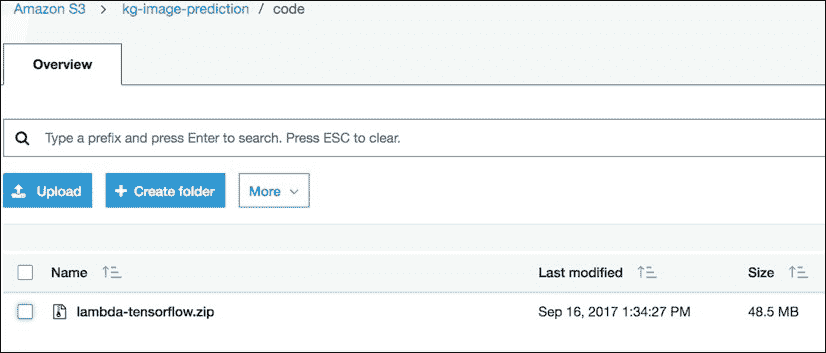 Amazon S3 > kg-image-prediction / code
Overview
Type a prefix and press Enter to search. Press ESC to clear.
Upload + Create folder More
Name Last modified Size
lambda-tensorflow.zip Sep 16, 2017 1:34:27 PM 48.5 MB